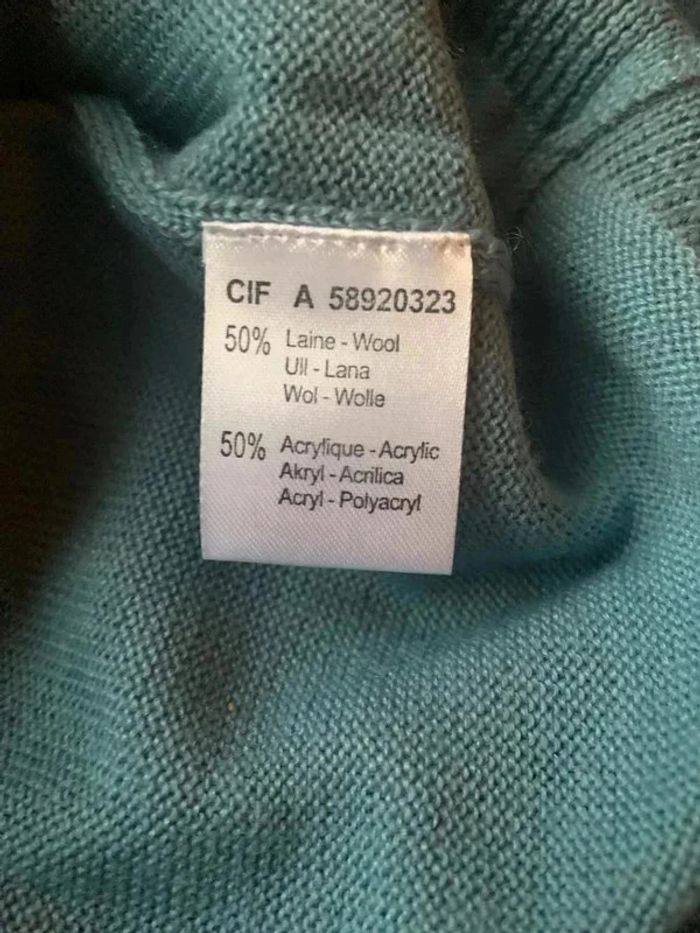 CIF A 58920323
50% Laine - Wool
Ull - Lana
Wol - Wolle
50% Acrylique - Acrylic
Akryl - Acrilica
Acryl - Polyacryl